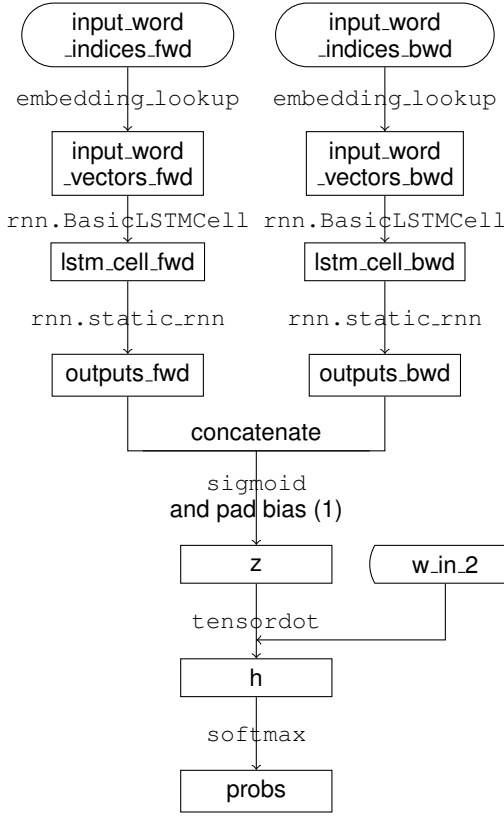 input_word
_indices_fwd
input_word
_indices_bwd
embedding_lookup
embedding_lookup
input_word
_vectors_fwd
input_word
_vectors_bwd
rnn.BasicLSTMCell
rnn.BasicLSTMCell
lstm_cell_fwd
lstm_cell_bwd
rnn.static_rnn
rnn.static_rnn
outputs_fwd
outputs_bwd
concatenate
sigmoid
and pad bias (1)
z
w_in_2
tensordot
h
softmax
probs